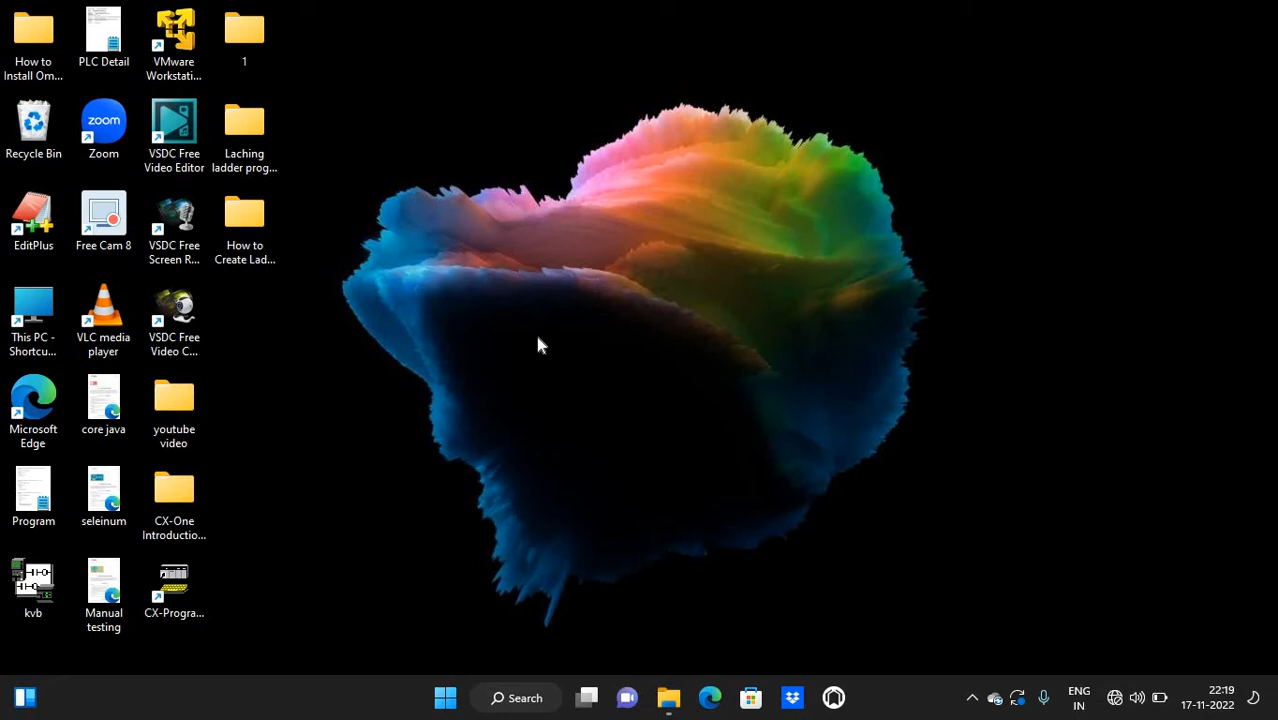 How to
Install Om...
PLC Detail
VMware
Workstati...
1
Recycle Bin
zoom
Zoom
VSDC Free
Video Editor
Laching
ladder prog...
EditPlus
Free Cam 8
VSDC Free
Screen R...
How to
Create Lad...
This PC -
Shortcu...
VLC media
player
VSDC Free
Video C...
Microsoft
Edge
core java
youtube
video
Program
seleinum
CX-One
Introductio...
kvb
Manual
testing
CX-Progra...
Search
ENG
IN
22:19
17-11-2022